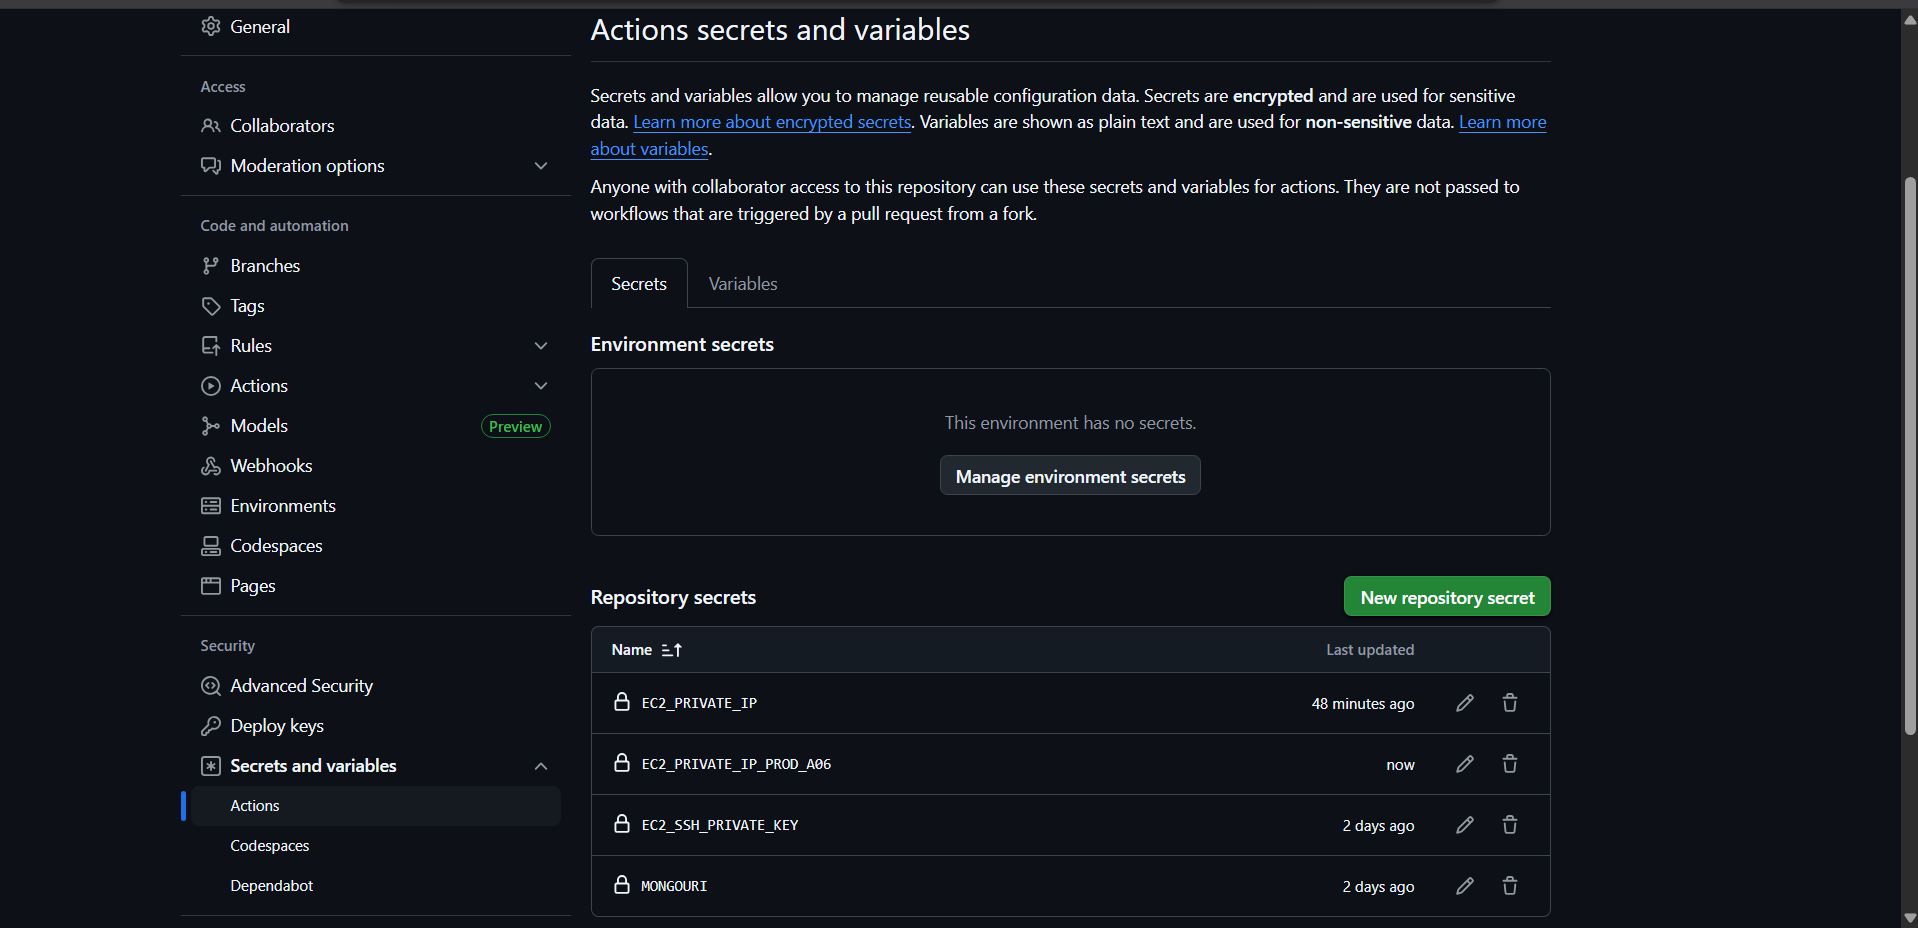 General
Access
Collaborators
Moderation options
Code and automation
Branches
Tags
Rules
Actions
Models Preview
Webhooks
Environments
Codespaces
Pages
Security
Advanced Security
Deploy keys
Secrets and variables
Actions
Codespaces
Dependabot
Actions secrets and variables
Secrets and variables allow you to manage reusable configuration data. Secrets are encrypted and are used for sensitive
data. Learn more about encrypted secrets. Variables are shown as plain text and are used for non-sensitive data. Learn more
about variables.
Anyone with collaborator access to this repository can use these secrets and variables for actions. They are not passed to
workflows that are triggered by a pull request from a fork.
Secrets Variables
Environment secrets
This environment has no secrets.
Manage environment secrets
Repository secrets New repository secret
Name Last updated
EC2_PRIVATE_IP 48 minutes ago
EC2_PRIVATE_IP_PROD_A06 now
EC2_SSH_PRIVATE_KEY 2 days ago
MONGOURI 2 days ago